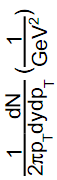 1/2πp_T dN/dydp_T (1/GeV²)